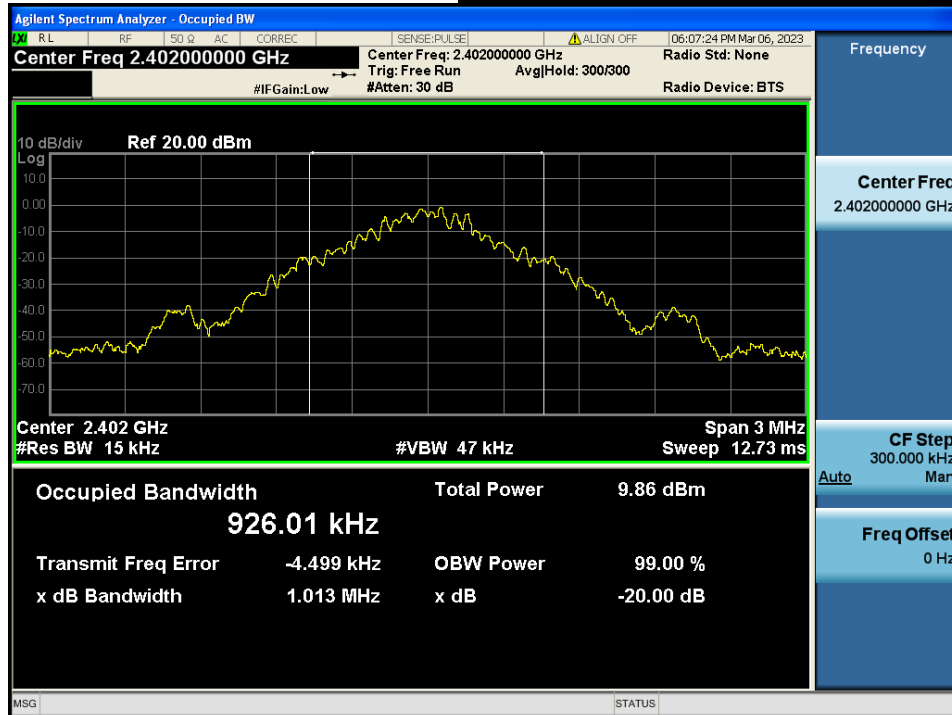 Agilent Spectrum Analyzer - Occupied BW
LXI RL RF 50 Ω AC CORREC SENSE:PULSE ALIGN OFF 06:07:24 PM Mar 06, 2023
Center Freq 2.402000000 GHz
Center Freq: 2.402000000 GHz
Radio Std: None
Trig: Free Run Avg|Hold: 300/300
#IFGain:Low
#Atten: 30 dB
Radio Device: BTS
10 dB/div Ref 20.00 dBm
Log
10.0
0.00
-10.0
-20.0
-30.0
-40.0
-50.0
-60.0
-70.0
Center 2.402 GHz Span 3 MHz
#Res BW 15 kHz #VBW 47 kHz Sweep 12.73 ms
Occupied Bandwidth Total Power 9.86 dBm
926.01 kHz
Transmit Freq Error -4.499 kHz OBW Power 99.00 %
x dB Bandwidth 1.013 MHz x dB -20.00 dB
MSG STATUS
Frequency
Center Freq
2.402000000 GHz
CF Step
300.000 kHz
Auto Man
Freq Offset
0 Hz